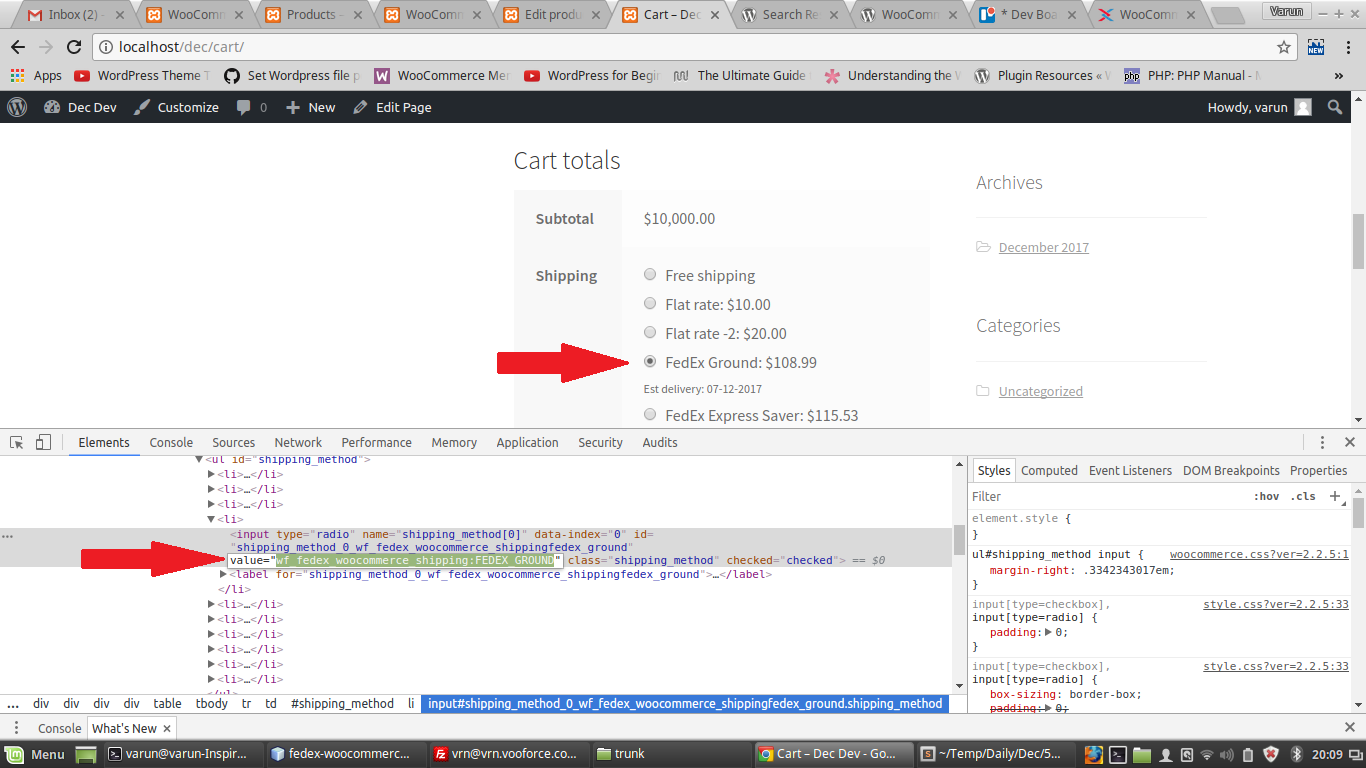 Inbox (2) -
WooComm
Products -
WooComm
Edit produ
Cart – Dec
Search Re
WooComm
* Dev Boa
WooComm
Varun
localhost/dec/cart/
NEW
Apps
WordPress Theme T
Set Wordpress file p
WooCommerce Mer
WordPress for Begin
The Ultimate Guide
Understanding the W
Plugin Resources « W
php
PHP: PHP Manual - M
»
Dec Dev
Customize
0
New
Edit Page
Howdy, varun
Cart totals
Subtotal
$10,000.00
Shipping
Free shipping
Flat rate: $10.00
Flat rate -2: $20.00
FedEx Ground: $108.99
Est delivery: 07-12-2017
FedEx Express Saver: $115.53
Archives
December 2017
Categories
Uncategorized
Elements
Console
Sources
Network
Performance
Memory
Application
Security
Audits
▼<ul id="shipping_method">
▶<li>…</li>
▶<li>…</li>
▶<li>…</li>
▼<li>
<input type="radio" name="shipping_method[0]" data-index="0" id=
"shipping_method_0_wf_fedex_woocommerce_shippingfedex_ground"
value="wf_fedex_woocommerce_shipping:FEDEX_GROUND" class="shipping_method" checked="checked"> == $0
▶<label for="shipping_method_0_wf_fedex_woocommerce_shippingfedex_ground">…</label>
</li>
▶<li>…</li>
▶<li>…</li>
▶<li>…</li>
▶<li>…</li>
▶<li>…</li>
▶<li>…</li>
</ul>
... div div div div table tbody tr td #shipping_method li input#shipping_method_0_wf_fedex_woocommerce_shippingfedex_ground.shipping_method
Styles
Computed
Event Listeners
DOM Breakpoints
Properties
Filter
:hov .cls +
element.style {
}
ul#shipping_method input {
woocommerce.css?ver=2.2.5:1
margin-right: .3342343017em;
}
input[type=checkbox],
style.css?ver=2.2.5:33
input[type=radio] {
padding:▶0;
}
input[type=checkbox],
style.css?ver=2.2.5:33
input[type=radio] {
box-sizing: border-box;
padding:▶0;
Console
What's New ×
Menu
varun@varun-Inspir...
fedex-woocommerc...
vrn@vrn.vooforce.co...
trunk
Cart – Dec Dev - Go...
~/Temp/Daily/Dec/5...
20:09